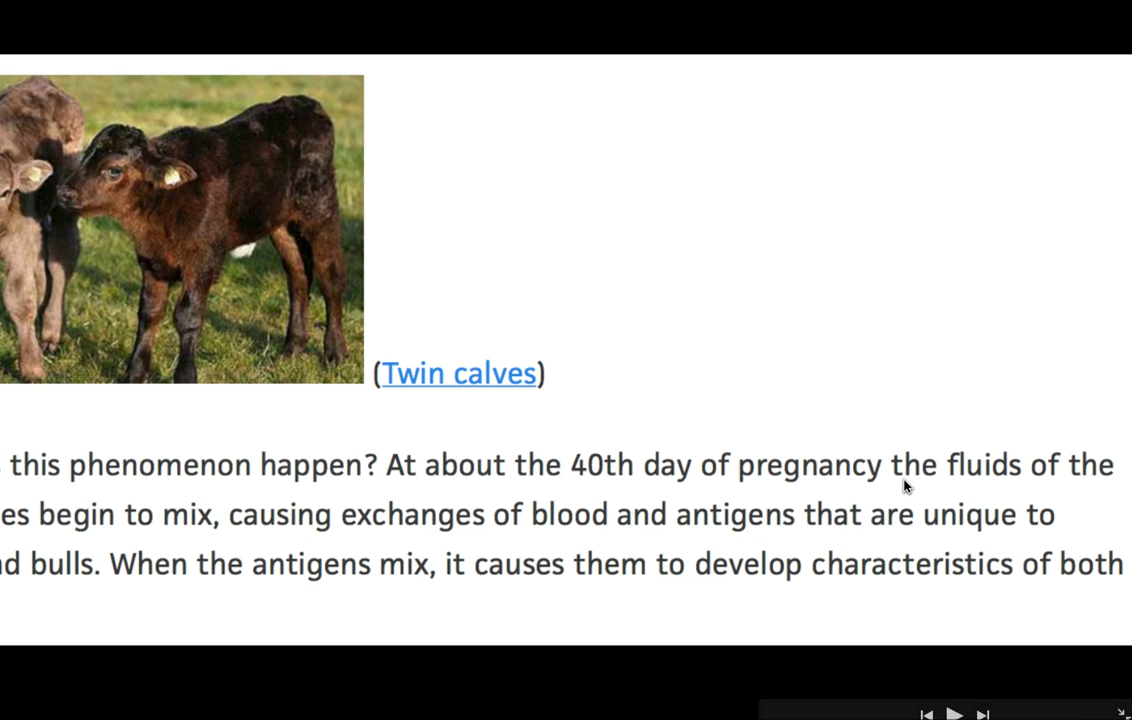 (Twin calves)
this phenomenon happen? At about the 40th day of pregnancy the fluids of the
es begin to mix, causing exchanges of blood and antigens that are unique to
d bulls. When the antigens mix, it causes them to develop characteristics of both